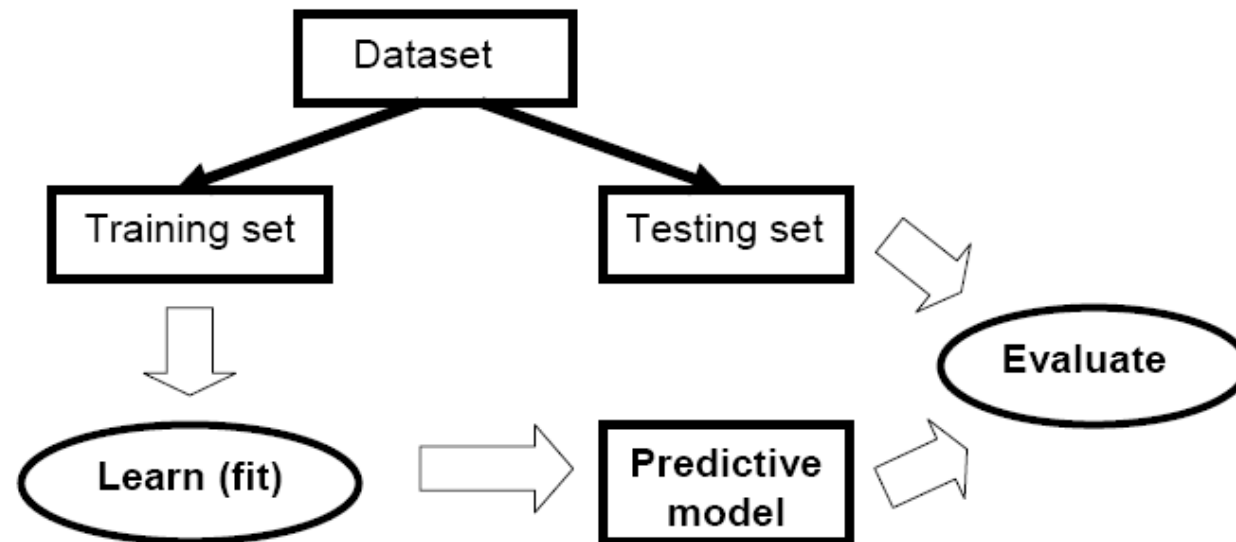 Dataset
Training set
Testing set
Evaluate
Learn (fit)
Predictive
model